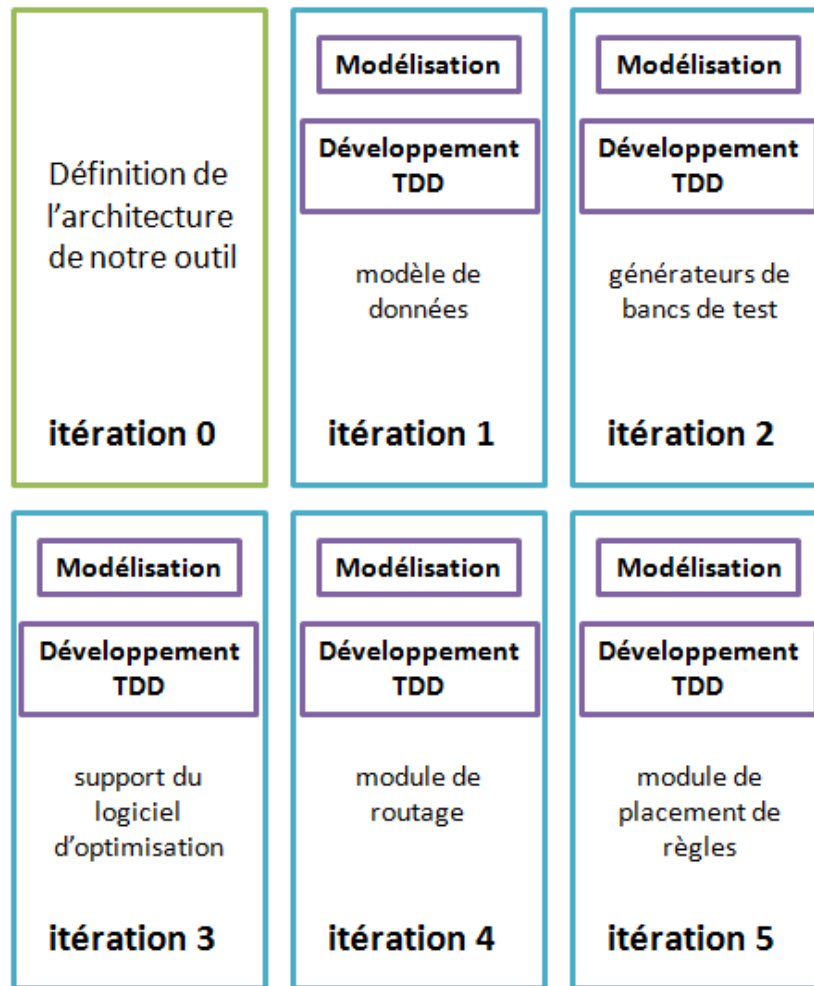 Définition de
l'architecture
de notre outil
itération 0
Modélisation
Développement
TDD
modèle de
données
itération 1
Modélisation
Développement
TDD
générateurs de
bancs de test
itération 2
Modélisation
Développement
TDD
support du
logiciel
d'optimisation
itération 3
Modélisation
Développement
TDD
module de
routage
itération 4
Modélisation
Développement
TDD
module de
placement de
règles
itération 5